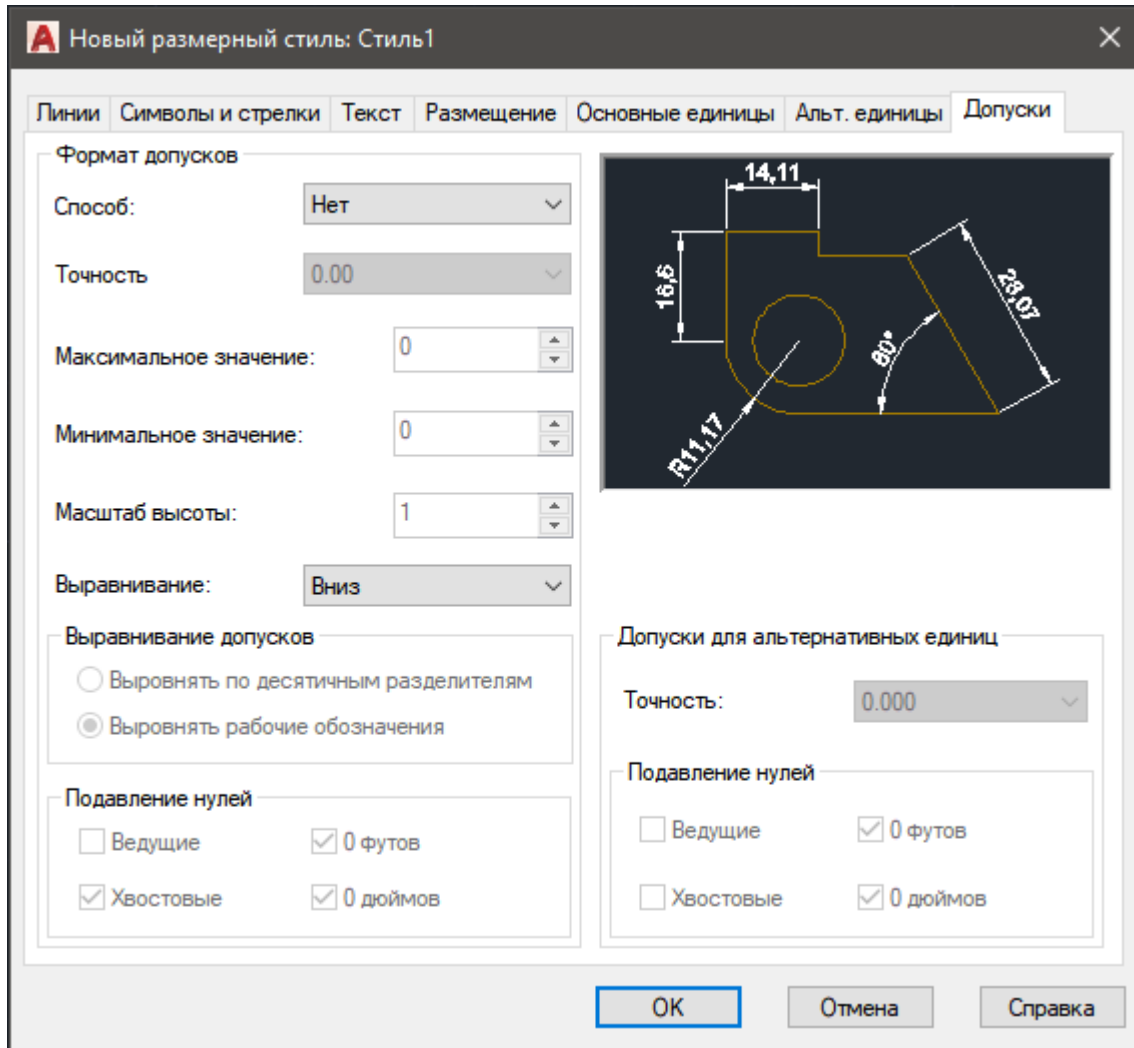 Новый размерный стиль: Стиль1
Линии Символы и стрелки Текст Размещение Основные единицы Альт. единицы Допуски
Формат допусков
Способ: Нет
Точность 0.00
Максимальное значение: 0
Минимальное значение: 0
Масштаб высоты: 1
Выравнивание: Вниз
Выравнивание допусков
Выровнять по десятичным разделителям
Выровнять рабочие обозначения
Подавление нулей
Ведущие 0 футов
Хвостовые 0 дюймов
14,11
16,6
28,07
80°
R11,17
Допуски для альтернативных единиц
Точность: 0.000
Подавление нулей
Ведущие 0 футов
Хвостовые 0 дюймов
OK Отмена Справка